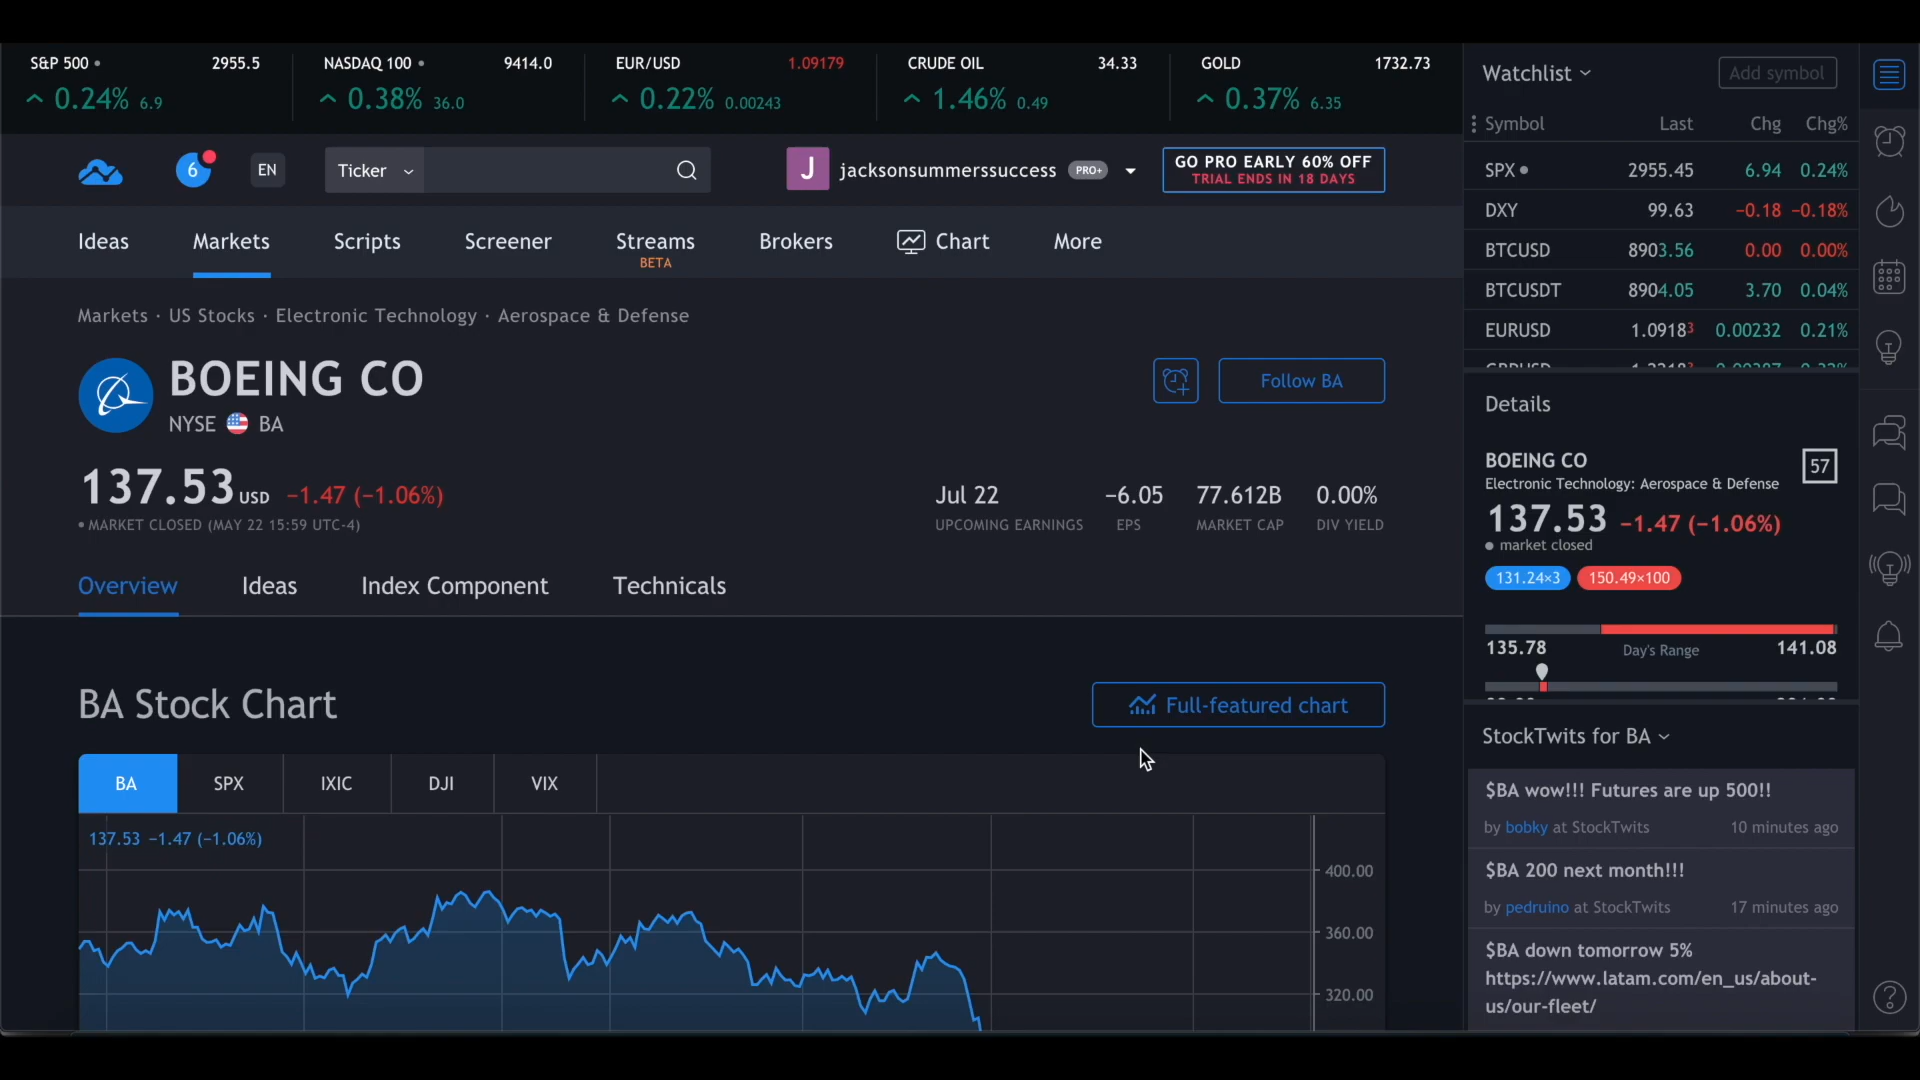 S&P 500 2955.5
0.24% 6.9
NASDAQ 100 9414.0
0.38% 36.0
EUR/USD 1.09179
0.22% 0.00243
CRUDE OIL 34.33
1.46% 0.49
GOLD 1732.73
0.37% 6.35
6 EN Ticker J jacksonsummerssuccess PRO+ GO PRO EARLY 60% OFF
TRIAL ENDS IN 18 DAYS
Ideas Markets Scripts Screener Streams Brokers Chart More
BETA
Markets · US Stocks · Electronic Technology · Aerospace & Defense
BOEING CO
NYSE BA
Follow BA
137.53 USD −1.47 (−1.06%)
MARKET CLOSED (MAY 22 15:59 UTC-4)
Jul 22 −6.05 77.612B 0.00%
UPCOMING EARNINGS EPS MARKET CAP DIV YIELD
Overview Ideas Index Component Technicals
BA Stock Chart
Full-featured chart
BA SPX IXIC DJI VIX
137.53 −1.47 (−1.06%)
400.00
360.00
320.00
Watchlist Add symbol
Symbol Last Chg Chg%
SPX 2955.45 6.94 0.24%
DXY 99.63 −0.18 −0.18%
BTCUSD 8903.56 0.00 0.00%
BTCUSDT 8904.05 3.70 0.04%
EURUSD 1.09183 0.00232 0.21%
Details
BOEING CO 57
Electronic Technology: Aerospace & Defense
137.53 −1.47 (−1.06%)
market closed
131.24×3 150.49×100
135.78 Day's Range 141.08
StockTwits for BA
$BA wow!!! Futures are up 500!!
by bobky at StockTwits 10 minutes ago
$BA 200 next month!!!
by pedruino at StockTwits 17 minutes ago
$BA down tomorrow 5%
https://www.latam.com/en_us/about-
us/our-fleet/